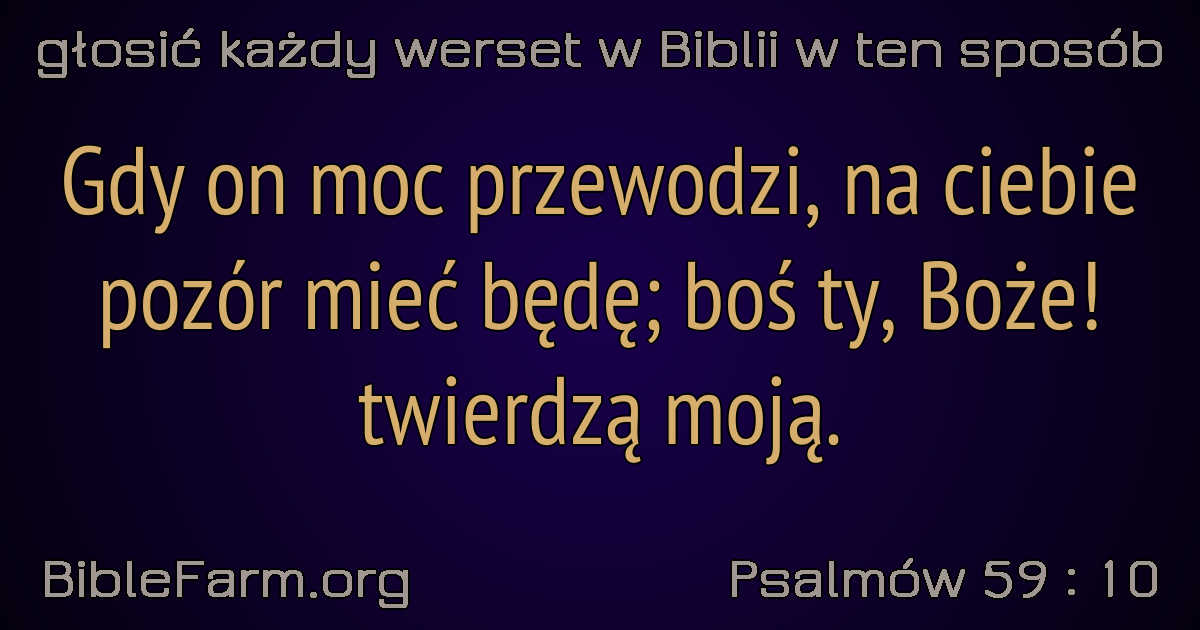 głosić każdy werset w Biblii w ten sposób
Gdy on moc przewodzi, na ciebie
pozór mieć będę; boś ty, Boże!
twierdzą moją.
BibleFarm.org
Psalmów 59 : 10